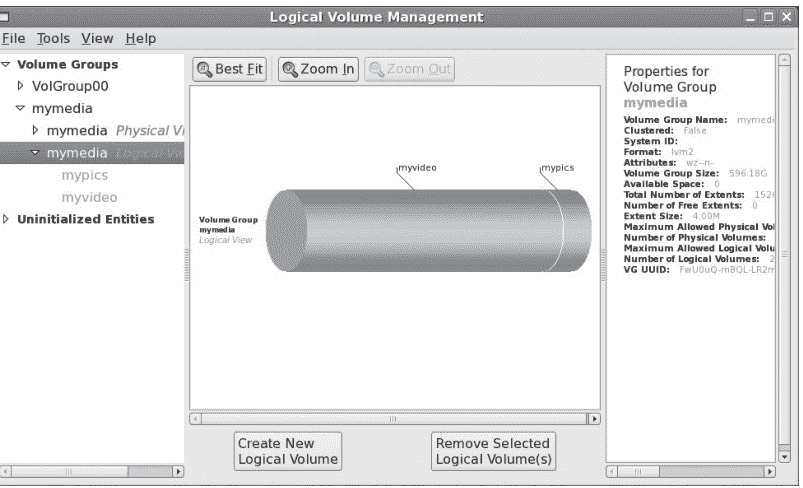 Logical Volume Management
File Tools View Help
Volume Groups
VolGroup00
mymedia
mymedia Physical Vi
mymedia Logical Vie
mypics
myvideo
Uninitialized Entities
Best Fit
Zoom In
Zoom Out
myvideo
mypics
Volume Group
mymedia
Logical View
Create New
Logical Volume
Remove Selected
Logical Volume(s)
Properties for
Volume Group
mymedia
Volume Group Name: mymedi
Clustered: False
System ID:
Format: lvm2
Attributes: wz--n-
Volume Group Size: 596.18G
Available Space: 0
Total Number of Extents: 1526
Number of Free Extents: 0
Extent Size: 4.00M
Maximum Allowed Physical Vol
Number of Physical Volumes:
Maximum Allowed Logical Volu
Number of Logical Volumes: 2
VG UUID: FwU0uQ-mBQL-LR2m